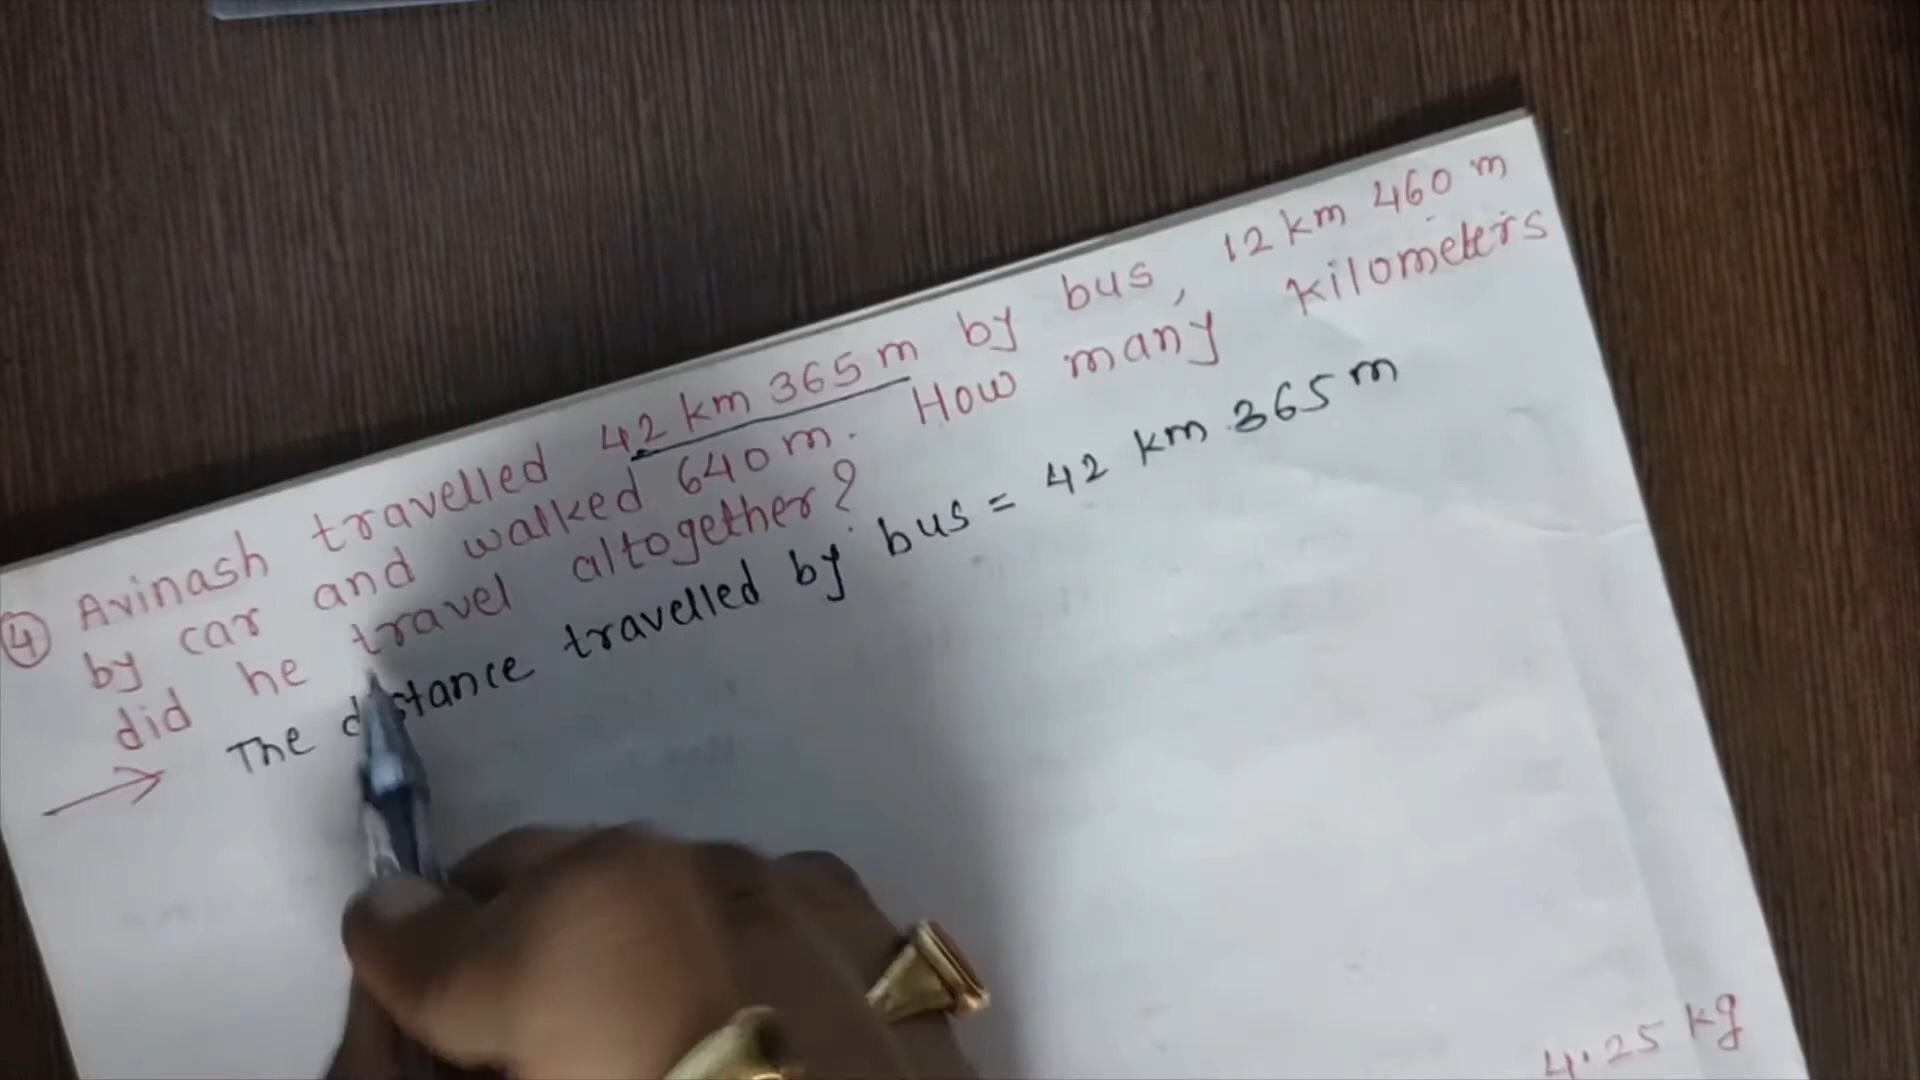 ④ Avinash travelled 42 km 365 m by bus, 12 km 460 m
by car and walked 640 m. How many kilometers
did he travel altogether?
→ The distance travelled by bus = 42 km 365 m
4.25 kg